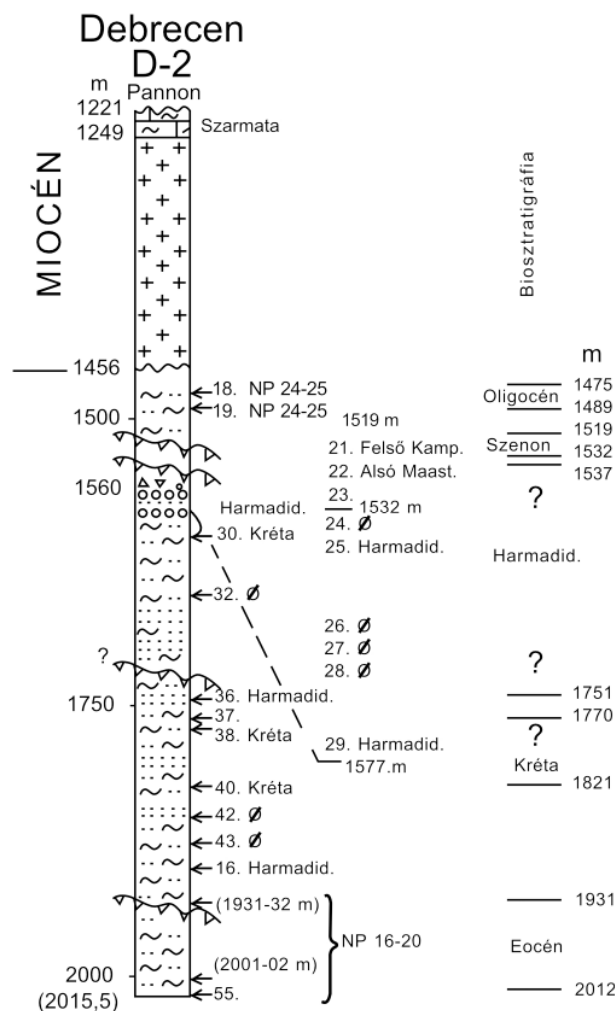 Debrecen
D-2
m
Pannon
1221
1249
Szarmata
MIOCÉN
Biosztratigráfia
1456
m
18. NP 24-25
1475
Oligocén
19. NP 24-25
1489
1500
1519 m
1519
21. Felső Kamp.
Szenon
1532
22. Alsó Maast.
1537
1560
23.
?
Harmadid.
1532 m
24. Ø
30. Kréta
25. Harmadid.
Harmadid.
32. Ø
26. Ø
27. Ø
?
28. Ø
?
36. Harmadid.
1751
1750
37.
1770
38. Kréta
?
29. Harmadid.
1577.m
Kréta
40. Kréta
1821
42. Ø
43. Ø
16. Harmadid.
(1931-32 m)
1931
NP 16-20
Eocén
(2001-02 m)
2000
55.
2012
(2015,5)